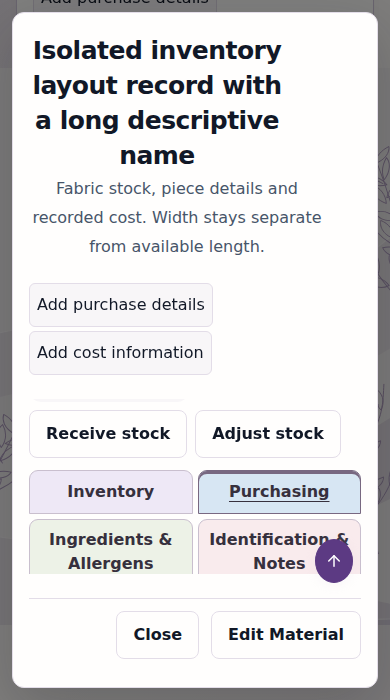 Add purchase details
Isolated inventory
layout record with
a long descriptive
name
Fabric stock, piece details and
recorded cost. Width stays separate
from available length.
Add purchase details
Add cost information
Receive stock
Adjust stock
Inventory
Purchasing
Ingredients &
Allergens
Identification &
Notes
Close
Edit Material